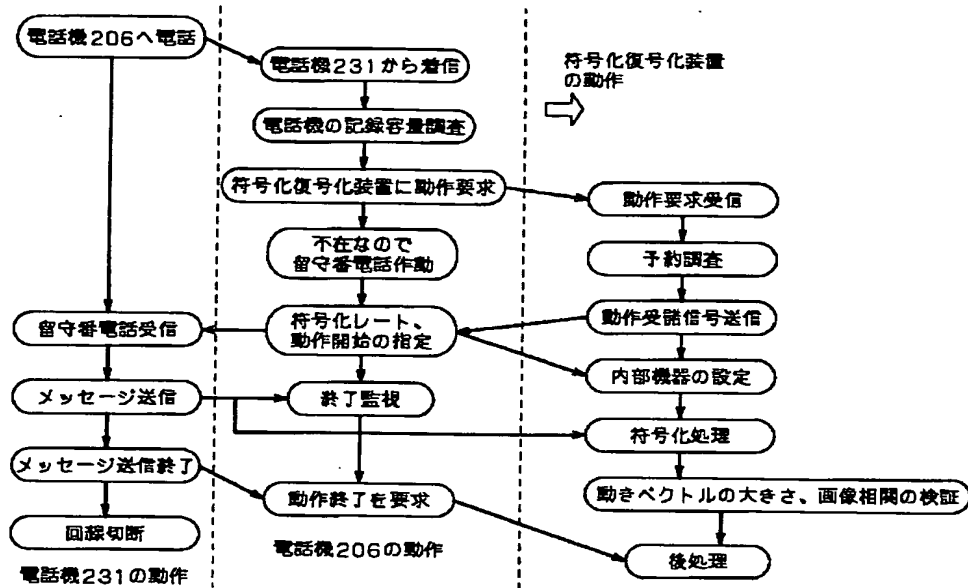 電話機206へ電話
留守番電話受信
メッセージ送信
メッセージ送信終了
回線切断
電話機231の動作
電話機231から着信
電話機の記録容量調査
符号化復号化装置に動作要求
不在なので
留守番電話作動
符号化レート、
動作開始の指定
終了監視
動作終了を要求
電話機206の動作
符号化復号化装置
の動作
動作要求受信
予約調査
動作受諾信号送信
内部機器の設定
符号化処理
動きベクトルの大きさ、画像相関の検証
後処理